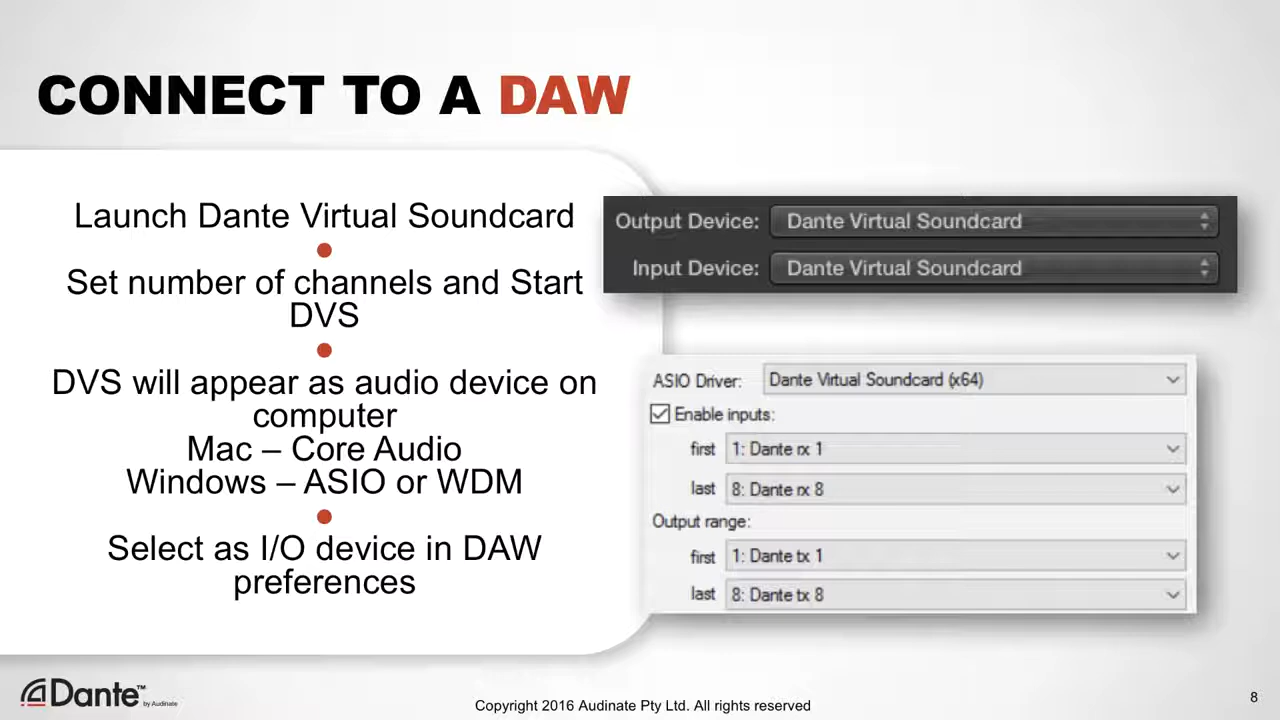 CONNECT TO A DAW
Launch Dante Virtual Soundcard
Set number of channels and Start
DVS
DVS will appear as audio device on
computer
Mac – Core Audio
Windows – ASIO or WDM
Select as I/O device in DAW
preferences
Output Device: Dante Virtual Soundcard
Input Device: Dante Virtual Soundcard
ASIO Driver: Dante Virtual Soundcard (x64)
Enable inputs:
first 1: Dante rx 1
last 8: Dante rx 8
Output range:
first 1: Dante tx 1
last 8: Dante tx 8
Dante™ by Audinate
Copyright 2016 Audinate Pty Ltd. All rights reserved
8